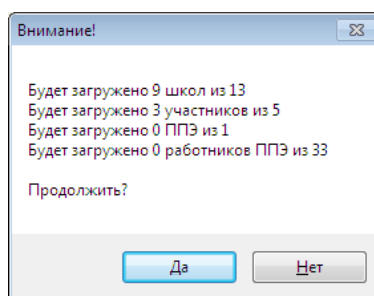 Внимание!
Будет загружено 9 школ из 13
Будет загружено 3 участников из 5
Будет загружено 0 ППЭ из 1
Будет загружено 0 работников ППЭ из 33
Продолжить?
Да
Нет